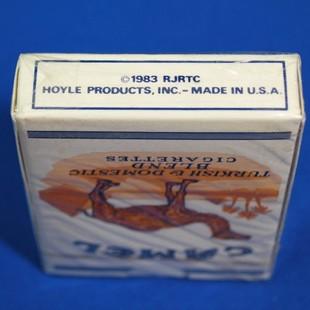 ©1983 RJRTC
HOYLE PRODUCTS, INC.- MADE IN U.S.A.
CAMEL
TURKISH & DOMESTIC
BLEND
CIGARETTES